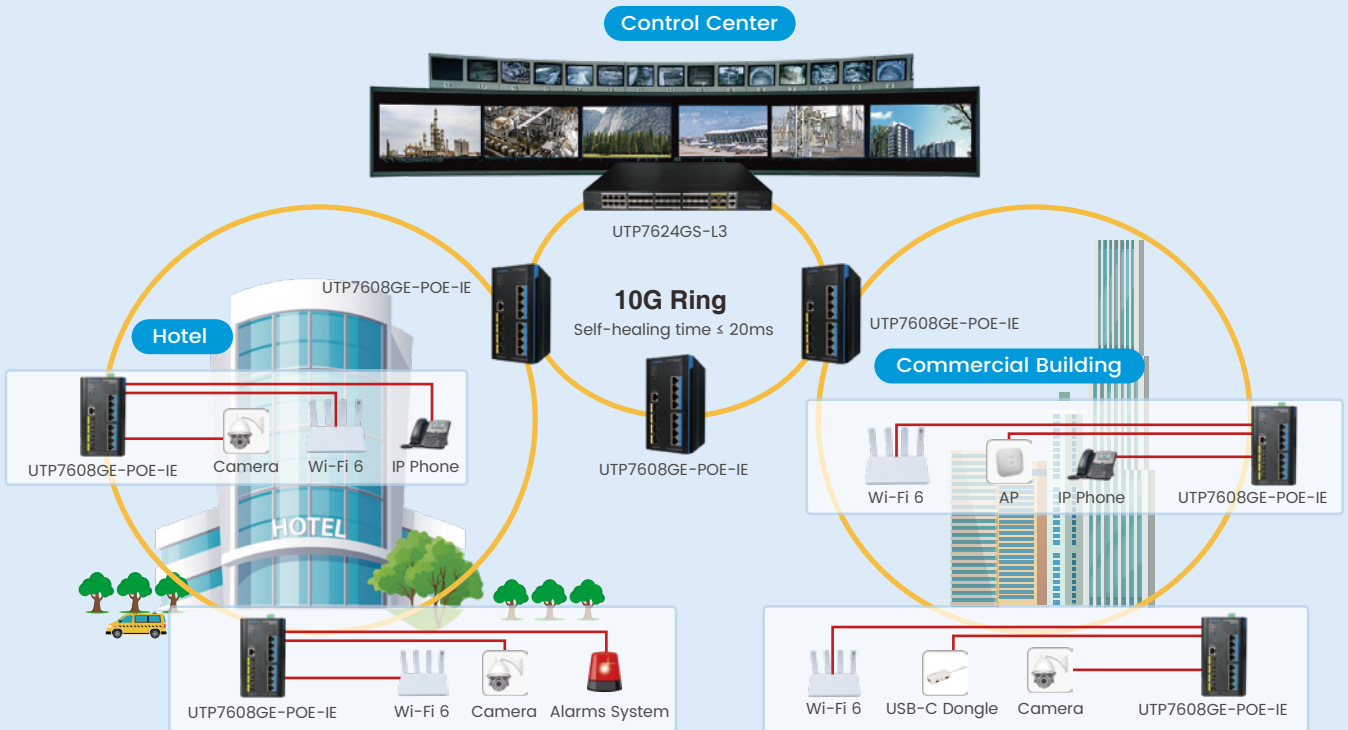 Control Center
UTP7624GS-L3
UTP7608GE-POE-IE
10G Ring
Self-healing time ≤ 20ms
UTP7608GE-POE-IE
Hotel
Commercial Building
UTP7608GE-POE-IE
UTP7608GE-POE-IE
Camera
Wi-Fi 6
IP Phone
Wi-Fi 6
AP
IP Phone
UTP7608GE-POE-IE
HOTEL
UTP7608GE-POE-IE
Wi-Fi 6
Camera
Alarms System
Wi-Fi 6
USB-C Dongle
Camera
UTP7608GE-POE-IE